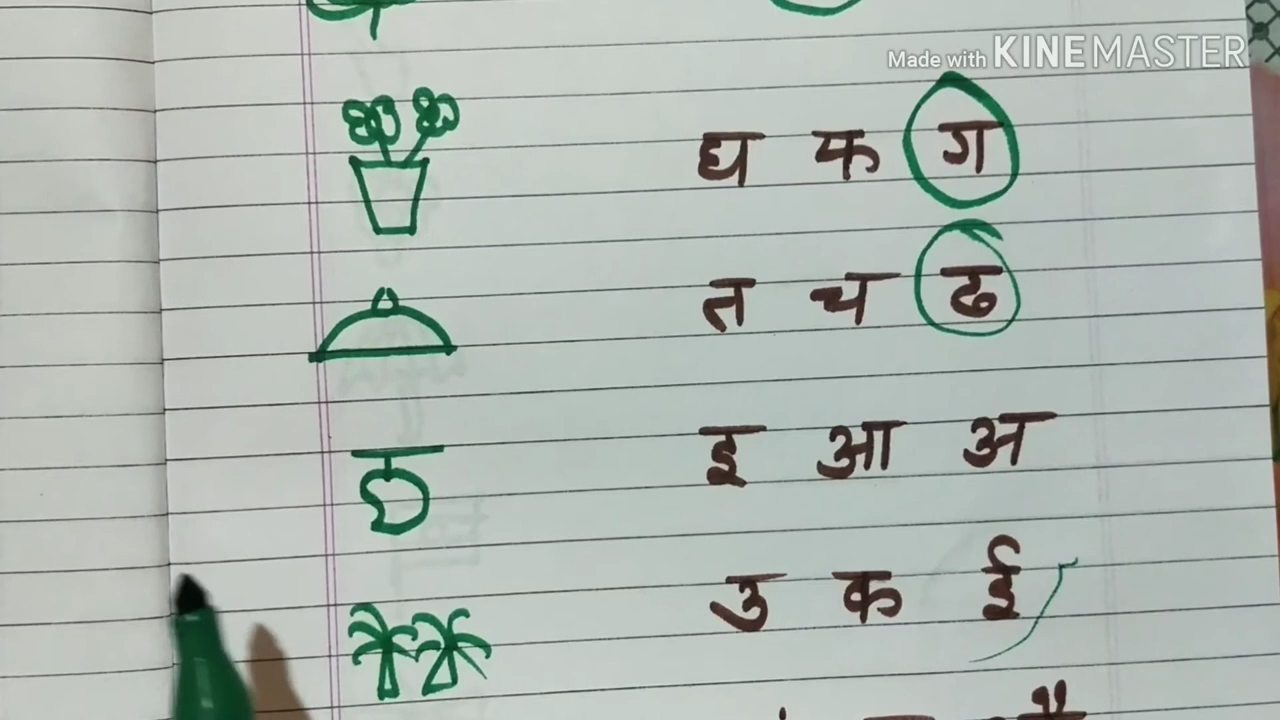 Made with KINEMASTER
घ फ ग
त च ढ
इ आ अ
उ क ई